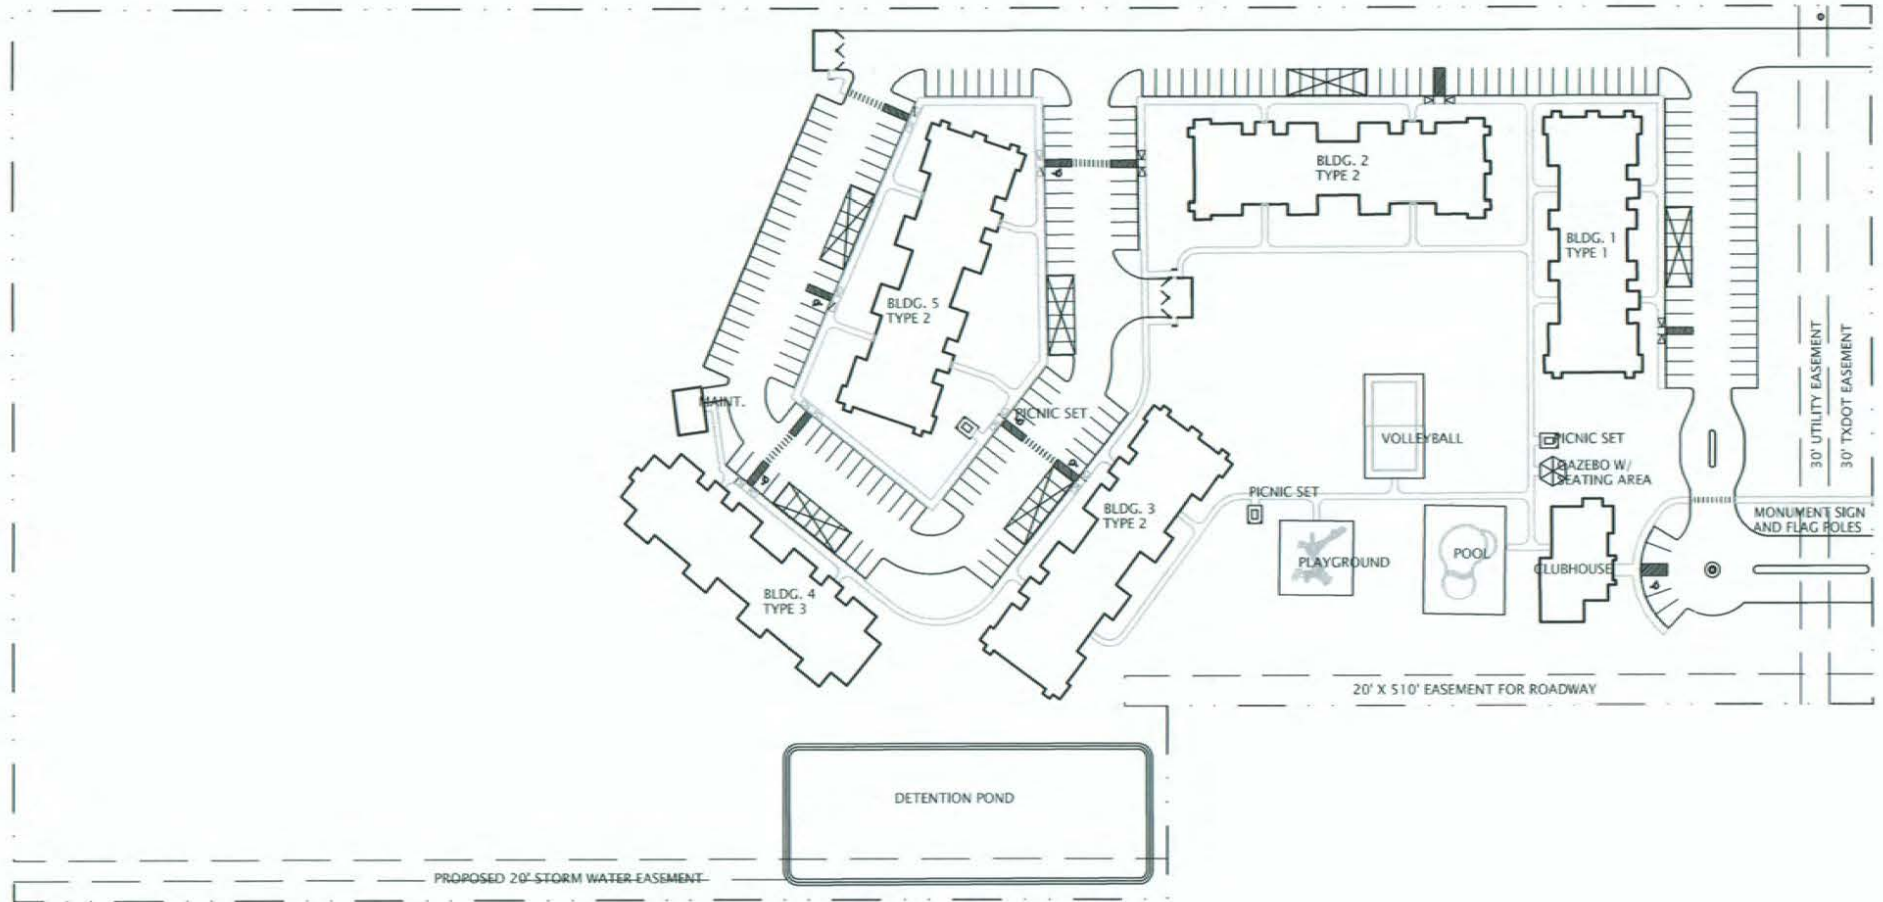 BLDG. 2
TYPE 2
BLDG. 1
TYPE 1
BLDG. 5
TYPE 2
30' UTILITY EASEMENT
30' TXDOT EASEMENT
MAINT.
PICNIC SET
VOLLEYBALL
PICNIC SET
GAZEBO W/
SEATING AREA
PICNIC SET
BLDG. 3
TYPE 2
MONUMENT SIGN
AND FLAG POLES
PLAYGROUND
POOL
CLUBHOUSE
BLDG. 4
TYPE 3
20' X 510' EASEMENT FOR ROADWAY
DETENTION POND
PROPOSED 20' STORM WATER EASEMENT